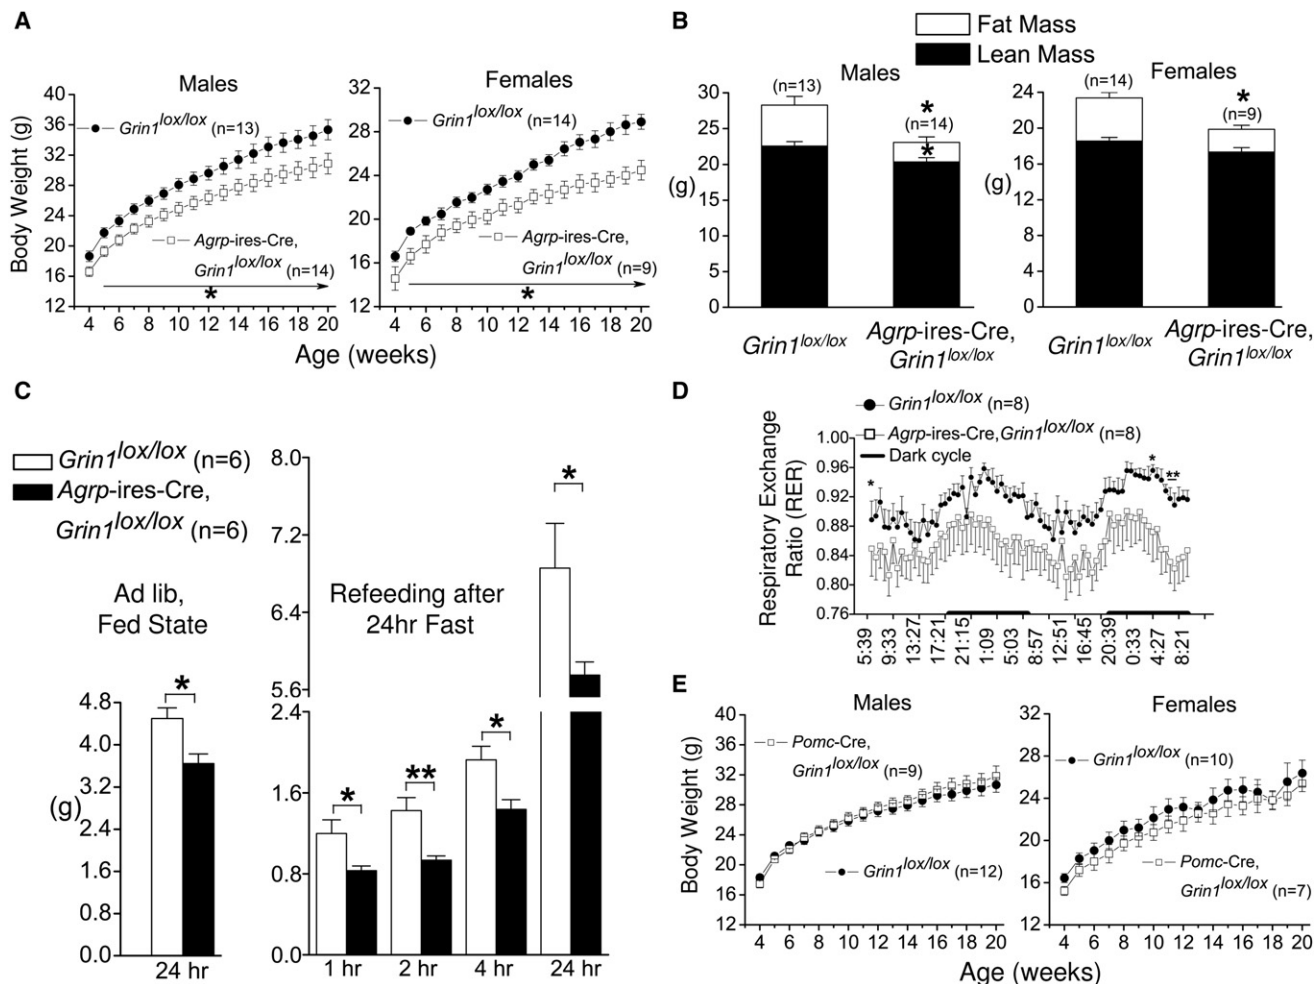 A
Males
Females
Body Weight (g)
36
32
28
24
20
16
12
Grin1lox/lox (n=13)
Agrp-ires-Cre,
Grin1lox/lox (n=14)
*
4 6 8 10 12 14 16 18 20
32
28
24
20
16
12
Grin1lox/lox (n=14)
Agrp-ires-Cre,
Grin1lox/lox (n=9)
*
4 6 8 10 12 14 16 18 20
Age (weeks)
B
Fat Mass
Lean Mass
Males
Females
(g)
30
25
20
15
10
5
0
(n=13)
*
(n=14)
*
Grin1lox/lox
Agrp-ires-Cre,
Grin1lox/lox
(g)
24
20
16
12
8
4
0
(n=14)
*
(n=9)
Grin1lox/lox
Agrp-ires-Cre,
Grin1lox/lox
C
Grin1lox/lox (n=6)
Agrp-ires-Cre,
Grin1lox/lox (n=6)
Ad lib,
Fed State
(g)
4.8
4.0
3.2
2.4
1.6
0.8
0.0
*
24 hr
Refeeding after
24hr Fast
8.0
7.2
6.4
5.6
2.4
1.6
0.8
0.0
*
**
*
*
1 hr 2 hr 4 hr 24 hr
D
Grin1lox/lox (n=8)
Agrp-ires-Cre,Grin1lox/lox (n=8)
Dark cycle
Respiratory Exchange
Ratio (RER)
1.00
0.96
0.92
0.88
0.84
0.80
0.76
*
*
**
5:39 9:33 13:27 17:21 21:15 1:09 5:03 8:57 12:51 16:45 20:39 0:33 4:27 8:21
E
Males
Females
Body Weight (g)
40
36
32
28
24
20
16
12
Pomc-Cre,
Grin1lox/lox (n=9)
Grin1lox/lox (n=12)
4 6 8 10 12 14 16 18 20
32
28
24
20
16
12
Grin1lox/lox (n=10)
Pomc-Cre,
Grin1lox/lox (n=7)
4 6 8 10 12 14 16 18 20
Age (weeks)